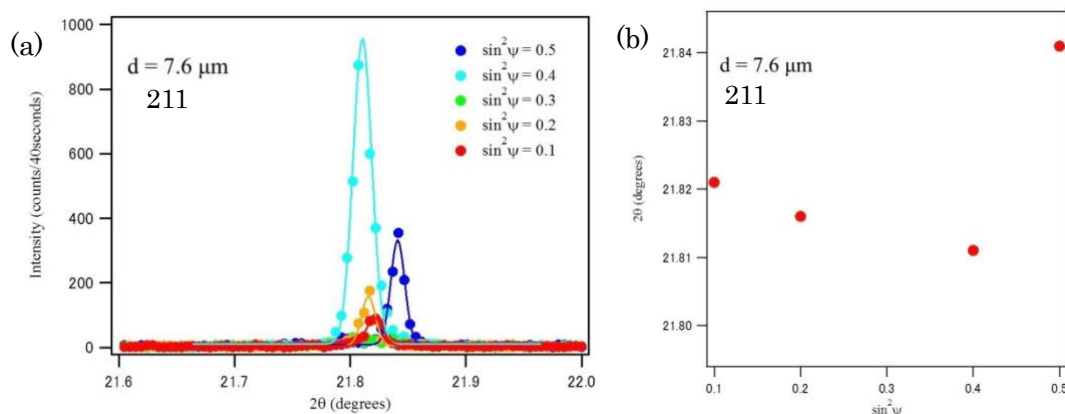 (a)
1000
800
600
400
200
0
Intensity (counts/40seconds)
d = 7.6 μm
211
sin²ψ = 0.5
sin²ψ = 0.4
sin²ψ = 0.3
sin²ψ = 0.2
sin²ψ = 0.1
21.6 21.7 21.8 21.9 22.0
2θ (degrees)
(b)
21.84
21.83
21.82
21.81
21.80
2θ (degrees)
d = 7.6 μm
211
0.1 0.2 0.3 0.4 0.5
sin²ψ